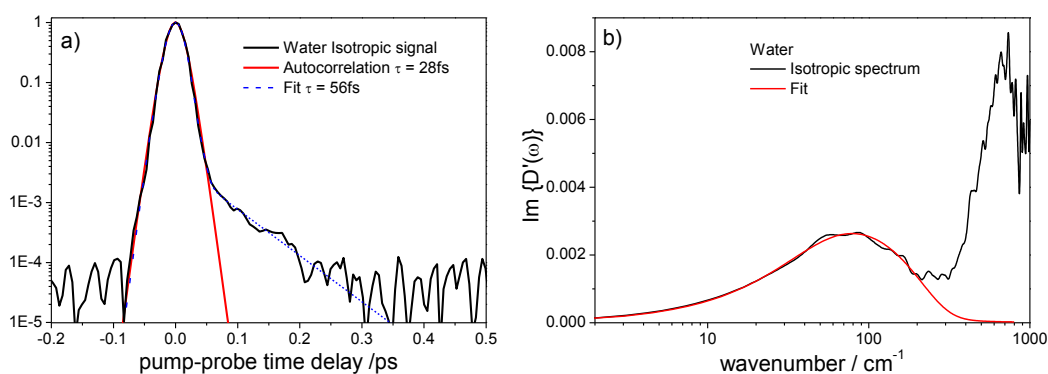 a)
Water Isotropic signal
Autocorrelation τ = 28fs
Fit τ = 56fs
1
0.1
0.01
1E-3
1E-4
1E-5
-0.2 -0.1 0.0 0.1 0.2 0.3 0.4 0.5
pump-probe time delay /ps
b)
Water
Isotropic spectrum
Fit
Im {D'(ω)}
0.008
0.006
0.004
0.002
0.000
10 100 1000
wavenumber / cm⁻¹